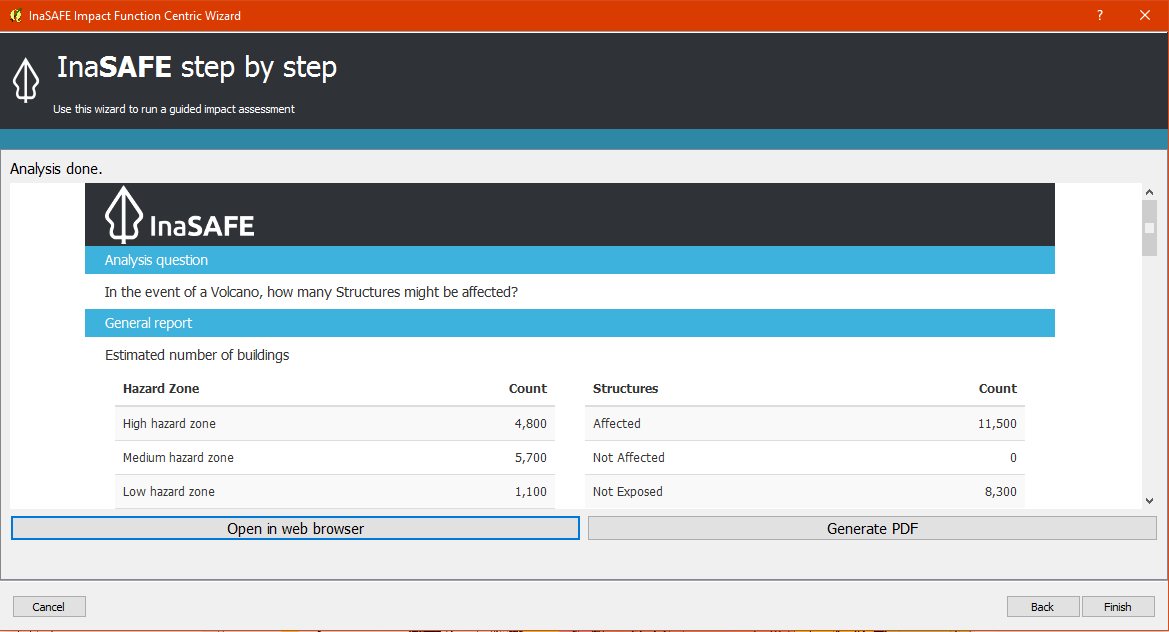 InaSAFE Impact Function Centric Wizard ?
InaSAFE step by step
Use this wizard to run a guided impact assessment
Analysis done.
InaSAFE
Analysis question
In the event of a Volcano, how many Structures might be affected?
General report
Estimated number of buildings
Hazard Zone Count Structures Count
High hazard zone 4,800 Affected 11,500
Medium hazard zone 5,700 Not Affected 0
Low hazard zone 1,100 Not Exposed 8,300
Open in web browser Generate PDF
Cancel Back Finish